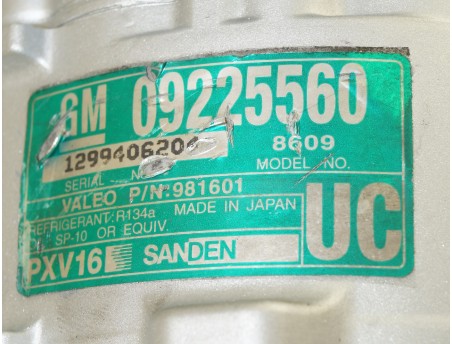 GM 09225560
1299406204 8609
SERIAL NO. MODEL NO.
VALEO P/N:981601
REFRIGERANT:R134a MADE IN JAPAN
SP-10 OR EQUIV.
PXV16 SANDEN
UC